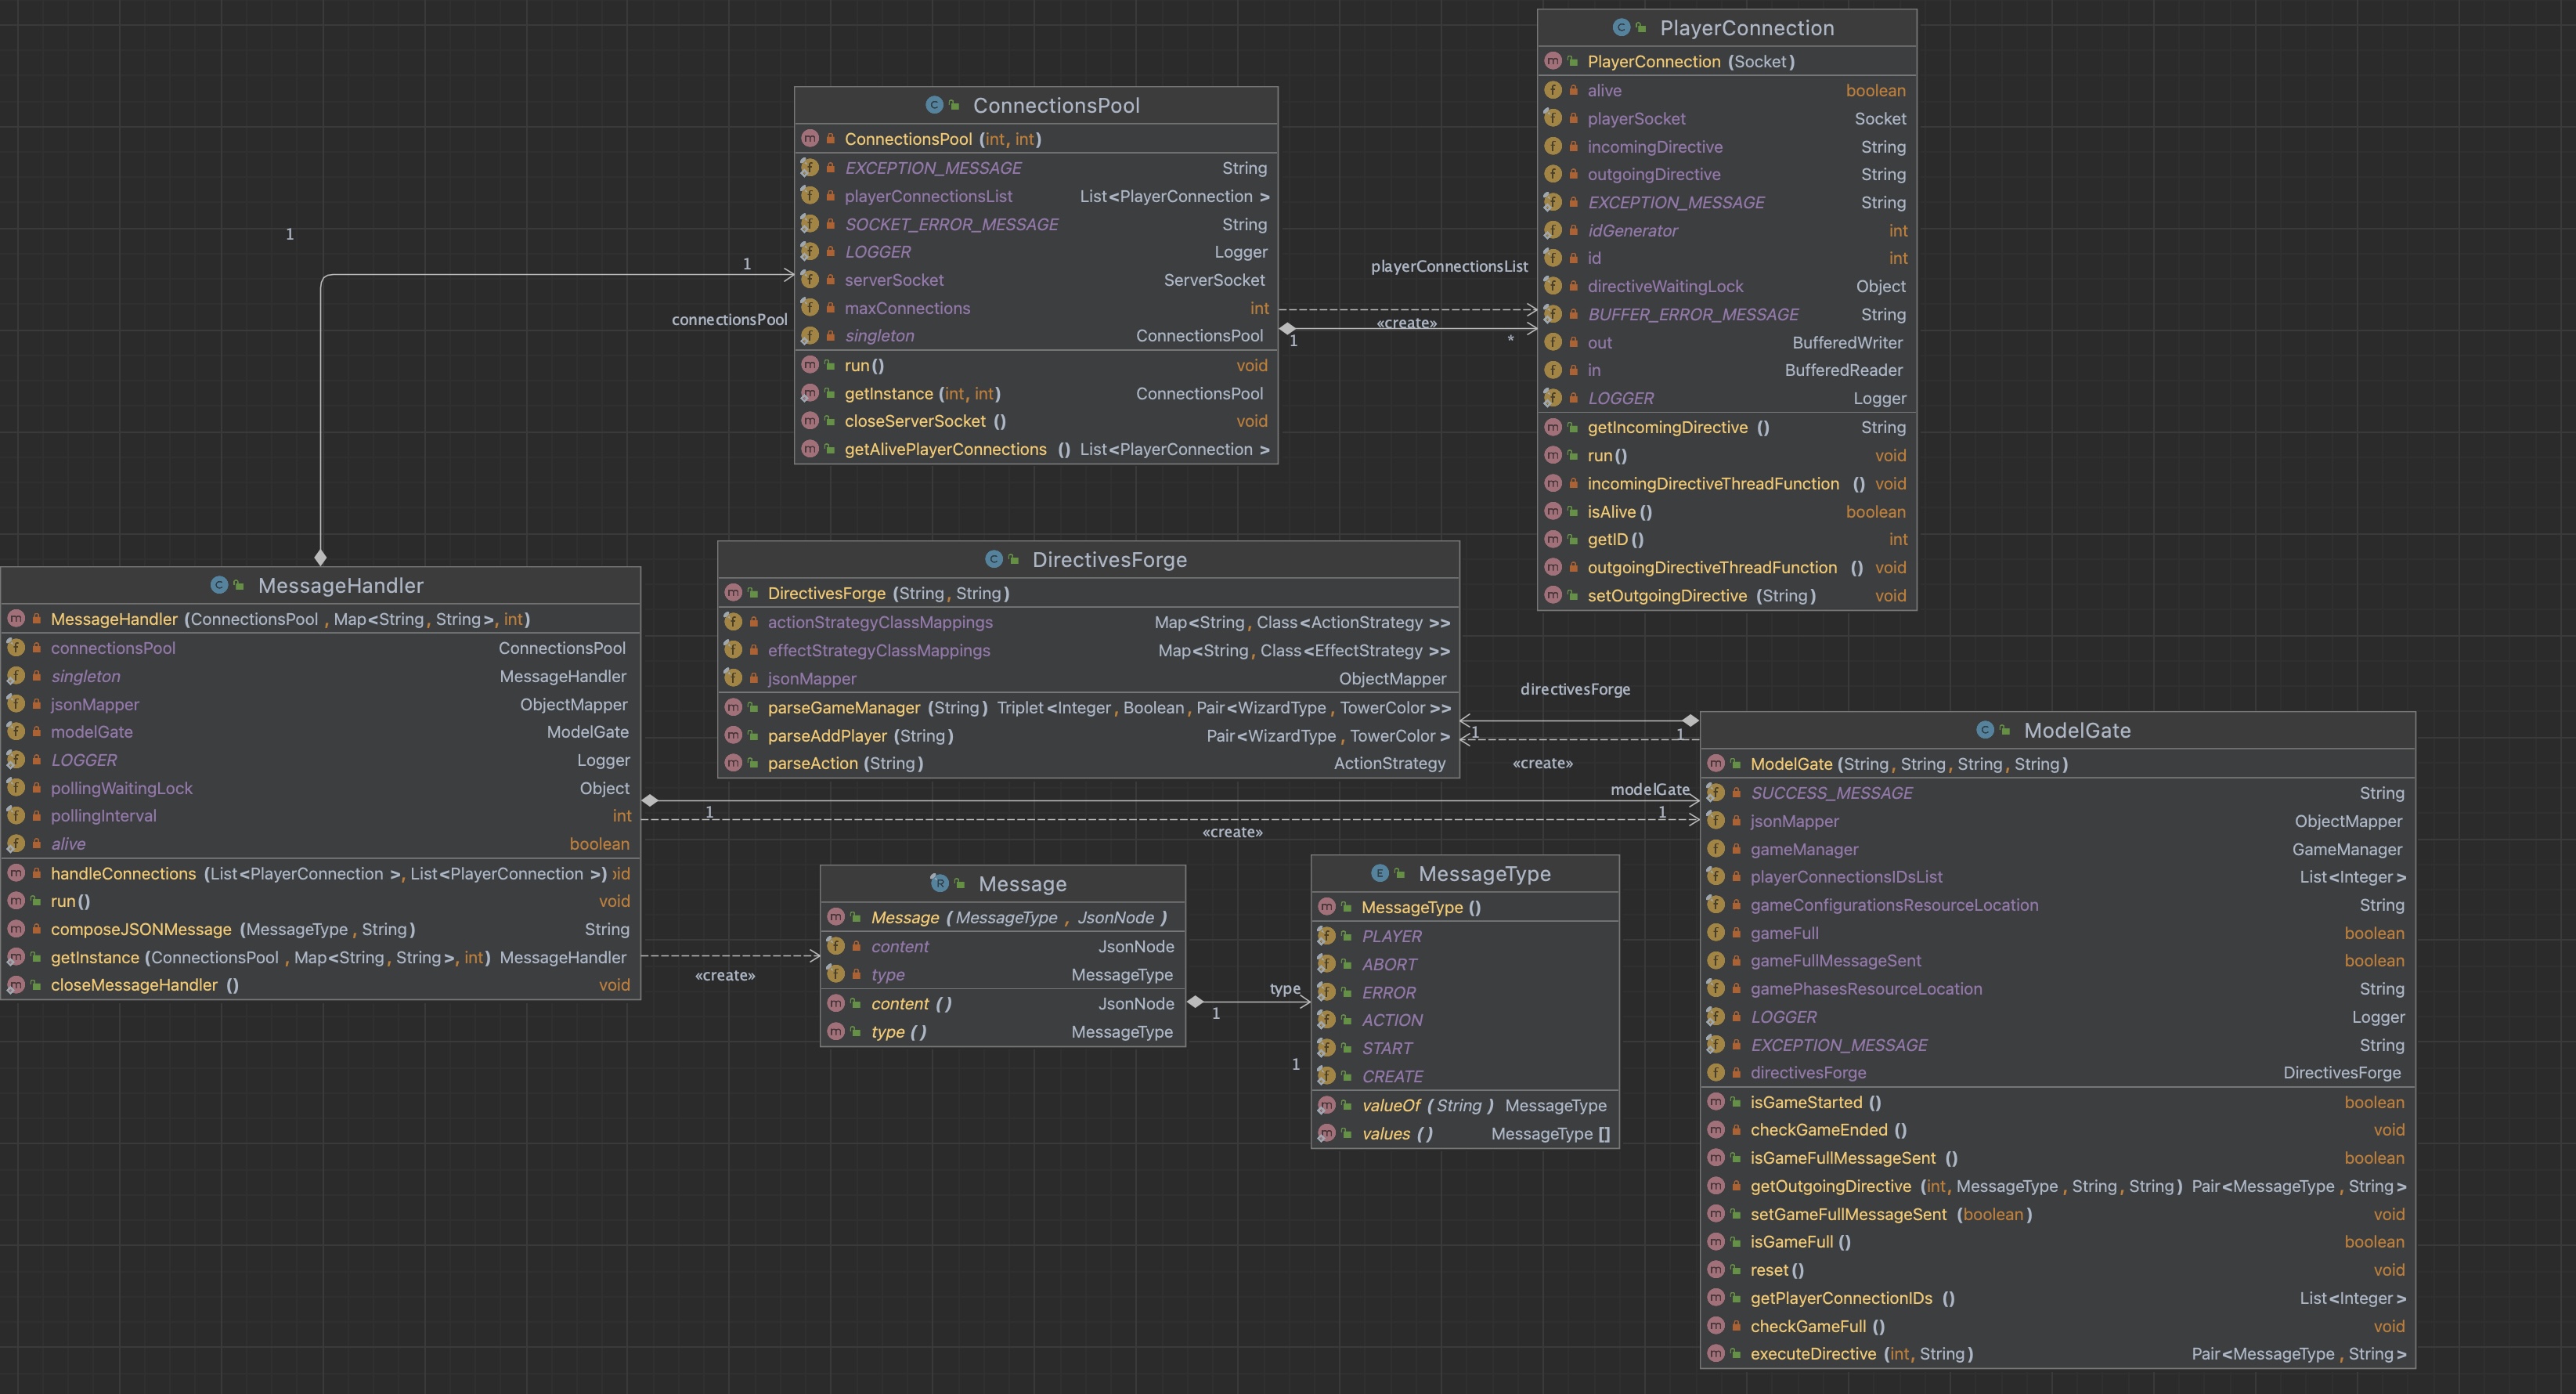 PlayerConnection
PlayerConnection (Socket)
alive boolean
playerSocket Socket
incomingDirective String
outgoingDirective String
EXCEPTION_MESSAGE String
idGenerator int
id int
directiveWaitingLock Object
BUFFER_ERROR_MESSAGE String
out BufferedWriter
in BufferedReader
LOGGER Logger
getIncomingDirective () String
run() void
incomingDirectiveThreadFunction () void
isAlive () boolean
getID () int
outgoingDirectiveThreadFunction () void
setOutgoingDirective (String) void
ConnectionsPool
ConnectionsPool (int, int)
EXCEPTION_MESSAGE String
playerConnectionsList List<PlayerConnection >
SOCKET_ERROR_MESSAGE String
LOGGER Logger
serverSocket ServerSocket
maxConnections int
singleton ConnectionsPool
run() void
getInstance (int, int) ConnectionsPool
closeServerSocket () void
getAlivePlayerConnections () List<PlayerConnection >
1
1
connectionsPool
playerConnectionsList
«create»
1
*
MessageHandler
MessageHandler (ConnectionsPool , Map<String, String>, int)
connectionsPool ConnectionsPool
singleton MessageHandler
jsonMapper ObjectMapper
modelGate ModelGate
LOGGER Logger
pollingWaitingLock Object
pollingInterval int
alive boolean
handleConnections (List<PlayerConnection >, List<PlayerConnection >) oid
run() void
composeJSONMessage (MessageType , String) String
getInstance (ConnectionsPool , Map<String, String>, int) MessageHandler
closeMessageHandler () void
DirectivesForge
DirectivesForge (String, String)
actionStrategyClassMappings Map<String, Class<ActionStrategy >>
effectStrategyClassMappings Map<String, Class<EffectStrategy >>
jsonMapper ObjectMapper
parseGameManager (String) Triplet<Integer, Boolean, Pair<WizardType, TowerColor >>
parseAddPlayer (String) Pair<WizardType, TowerColor >
parseAction (String) ActionStrategy
directivesForge
1
1
«create»
modelGate
1
1
«create»
Message
Message (MessageType , JsonNode )
content JsonNode
type MessageType
content () JsonNode
type () MessageType
«create»
type
1
1
MessageType
MessageType ()
PLAYER
ABORT
ERROR
ACTION
START
CREATE
valueOf (String) MessageType
values () MessageType []
ModelGate
ModelGate (String, String, String, String)
SUCCESS_MESSAGE String
jsonMapper ObjectMapper
gameManager GameManager
playerConnectionsIDsList List<Integer>
gameConfigurationsResourceLocation String
gameFull boolean
gameFullMessageSent boolean
gamePhasesResourceLocation String
LOGGER Logger
EXCEPTION_MESSAGE String
directivesForge DirectivesForge
isGameStarted () boolean
checkGameEnded () void
isGameFullMessageSent () boolean
getOutgoingDirective (int, MessageType , String, String) Pair<MessageType , String>
setGameFullMessageSent (boolean) void
isGameFull () boolean
reset() void
getPlayerConnectionIDs () List<Integer>
checkGameFull () void
executeDirective (int, String) Pair<MessageType , String>